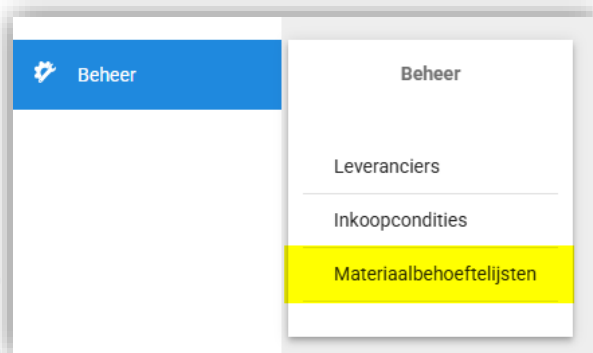 Beheer
Beheer
Leveranciers
Inkoopcondities
Materiaalbehoeftelijsten